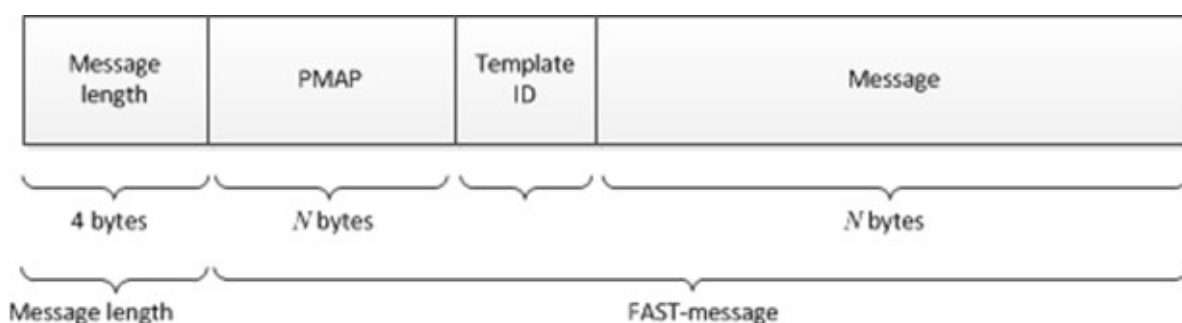 Message
length
PMAP
Template
ID
Message
4 bytes
N bytes
N bytes
Message length
FAST-message